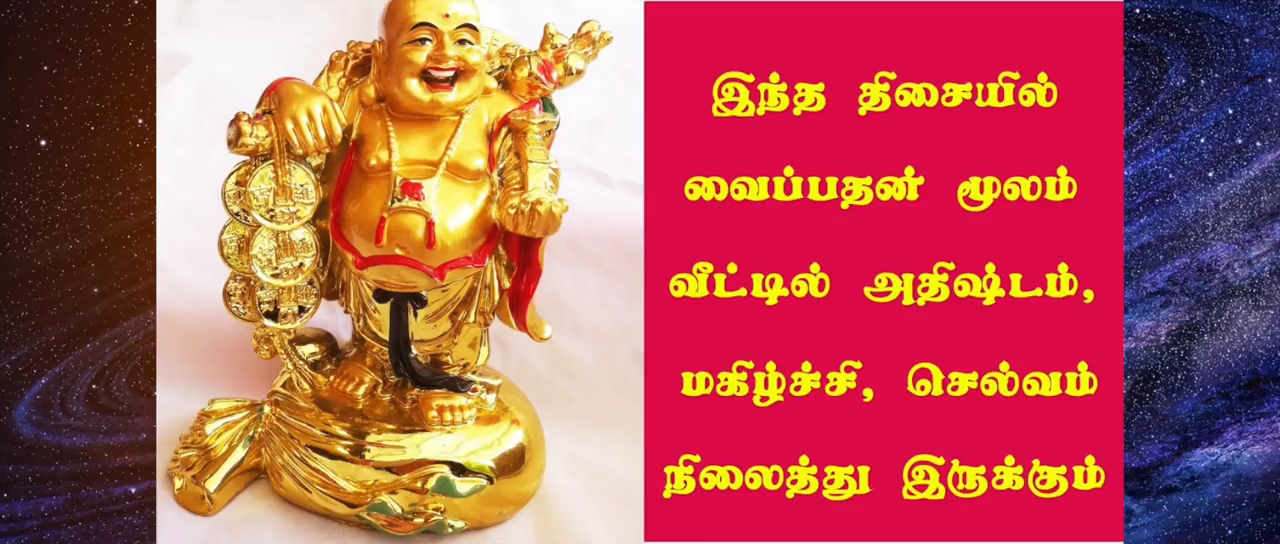 இந்த திசையில்
வைப்பதன் மூலம்
வீட்டில் அதிஷ்டம்,
மகிழ்ச்சி, செல்வம்
நிலைத்து இருக்கும்